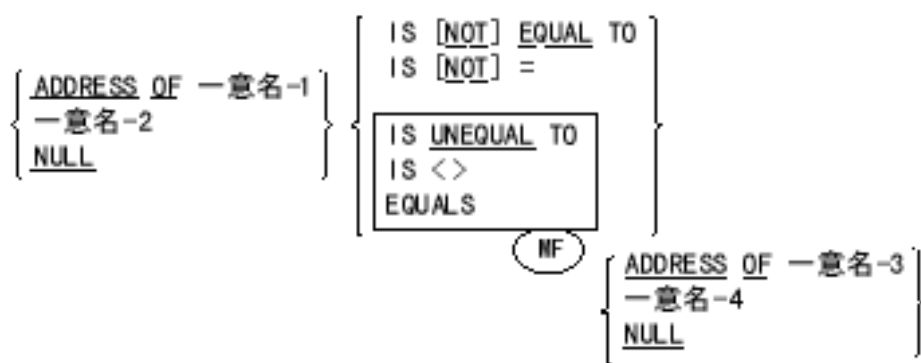 ADDRESS OF 一意名-1
一意名-2
NULL
IS [NOT] EQUAL TO
IS [NOT] =
IS UNEQUAL TO
IS <>
EQUALS
MF
ADDRESS OF 一意名-3
一意名-4
NULL